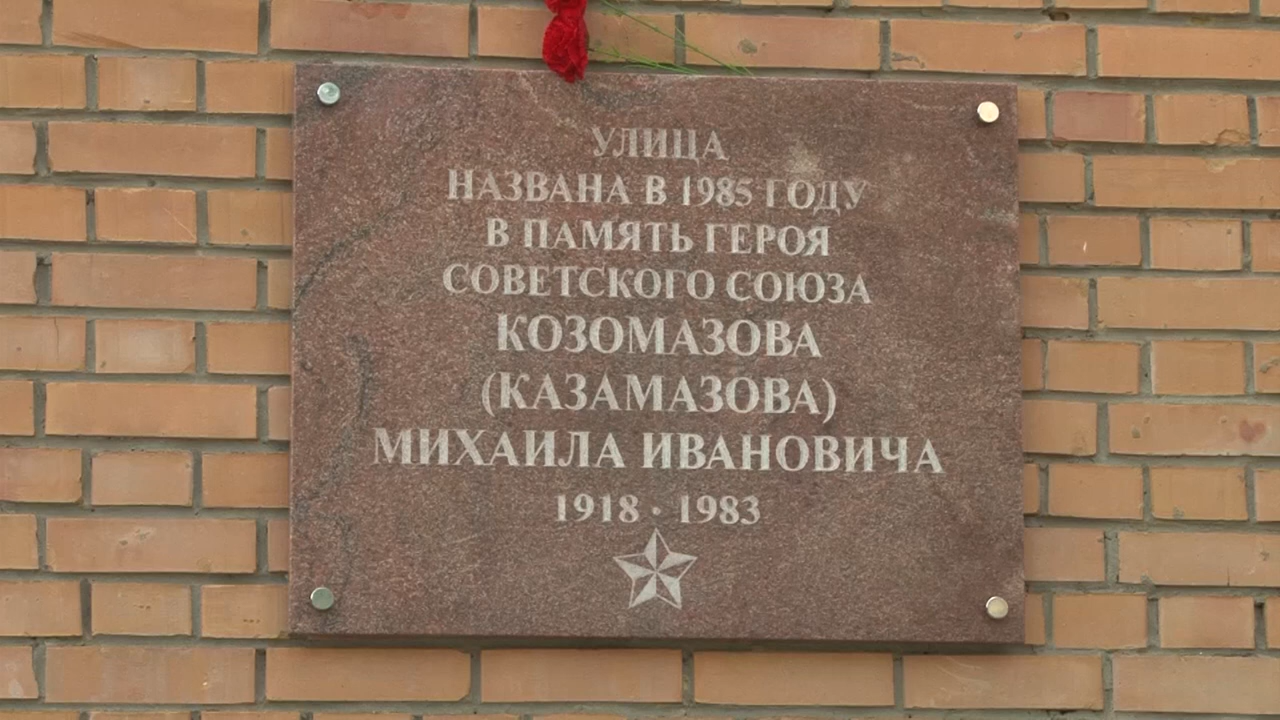 УЛИЦА
НАЗВАНА В 1985 ГОДУ
В ПАМЯТЬ ГЕРОЯ
СОВЕТСКОГО СОЮЗА
КОЗОМАЗОВА
(КАЗАМАЗОВА)
МИХАИЛА ИВАНОВИЧА
1918 · 1983